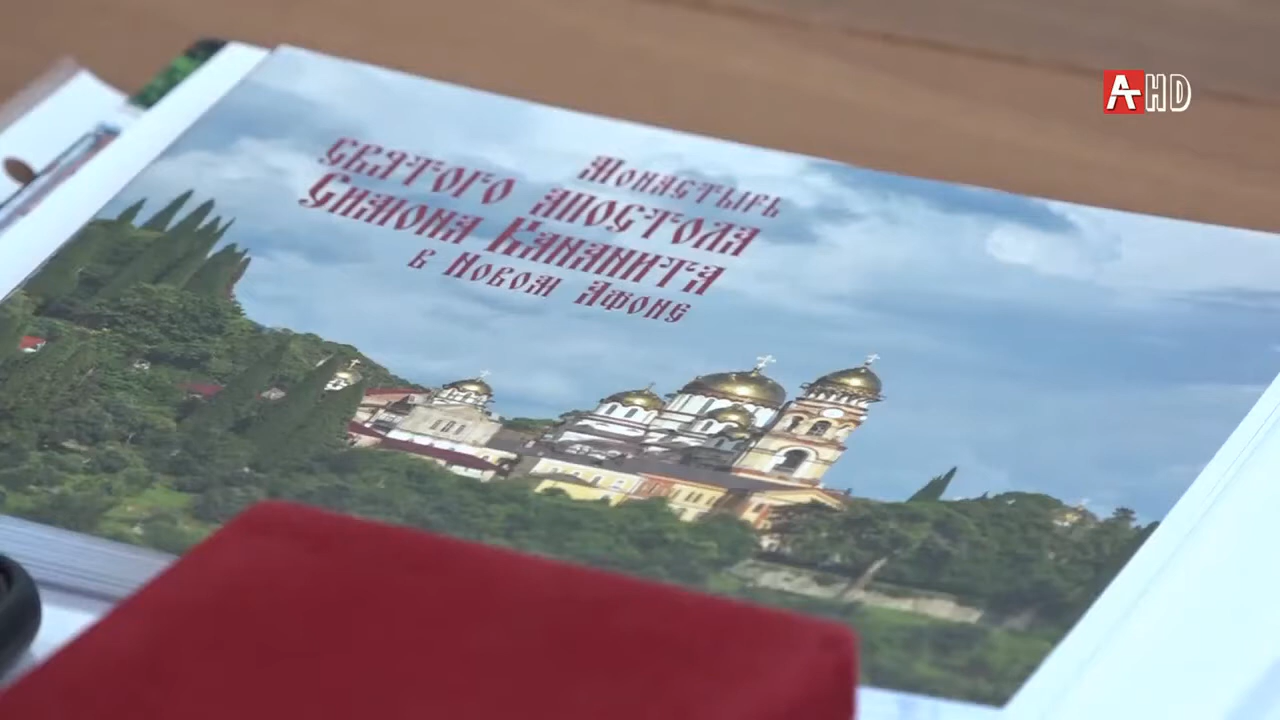 Монастырь
святого апостола
Симона Кананита
в Новом Афоне
АHD